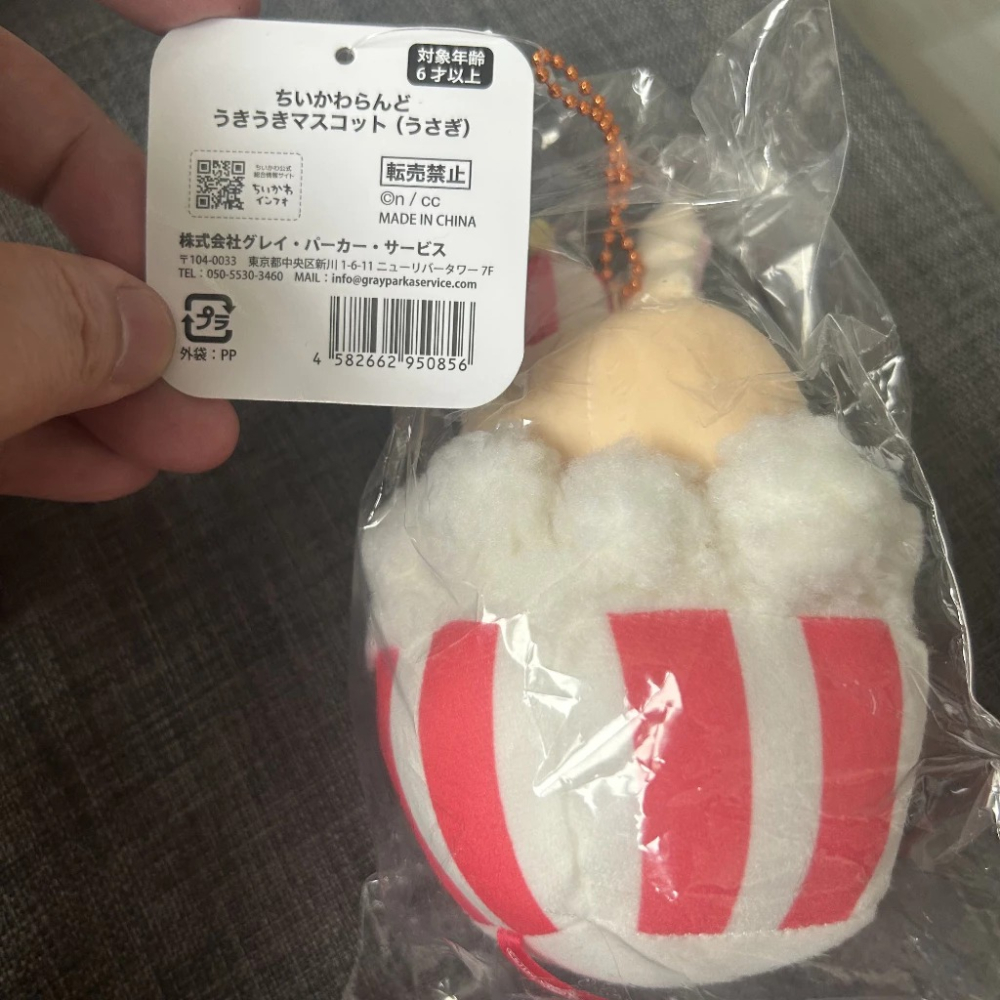 対象年齢
6才以上
ちいかわらんど
うきうきマスコット（うさぎ）
ちいかわ公式
総合情報サイト
ちいかわ
インフォ
転売禁止
©n / cc
MADE IN CHINA
株式会社グレイ・パーカー・サービス
〒104-0033 東京都中央区新川 1-6-11 ニューリバータワー 7F
TEL：050-5530-3460 MAIL：info@grayparkaservice.com
プラ
外袋：PP
4 582662 950856